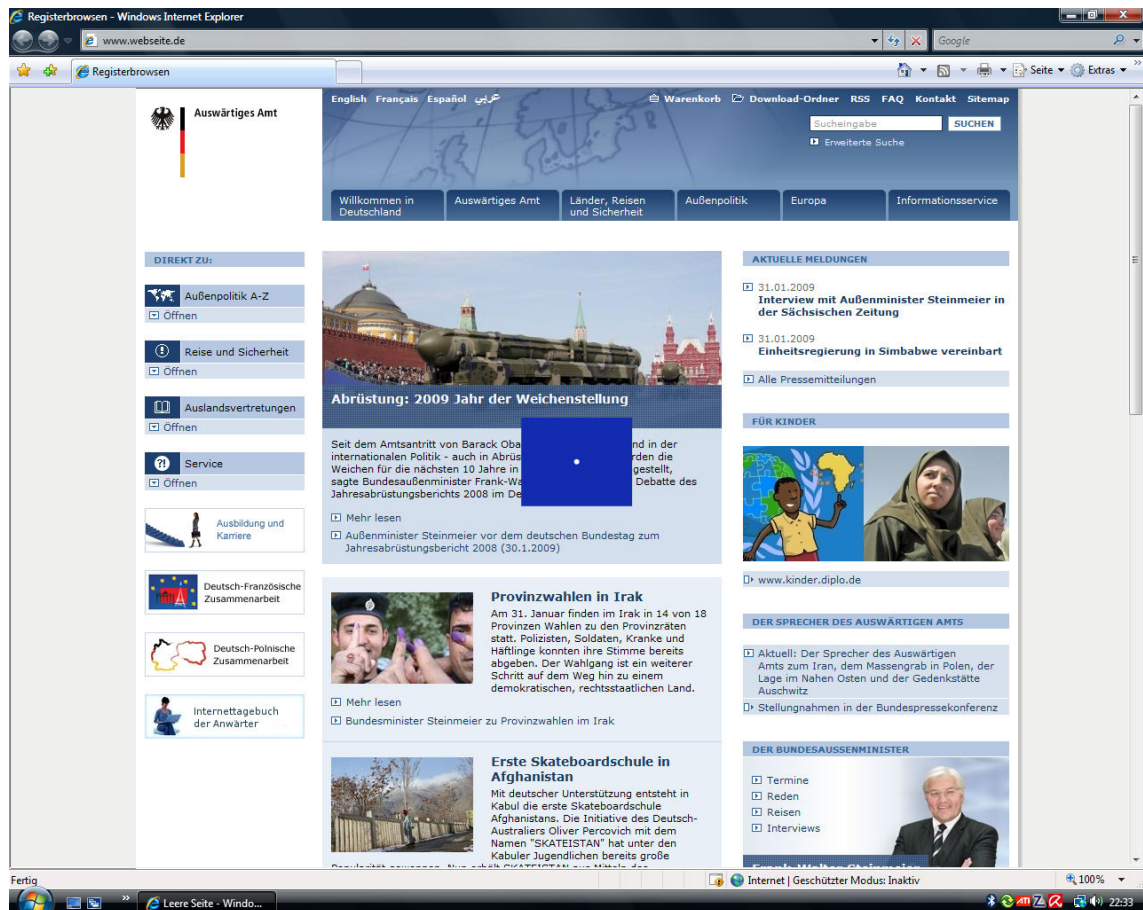 Registerbrowsen - Windows Internet Explorer
www.webseite.de
Google
Registerbrowsen
Seite
Extras
Auswärtiges Amt
English Français Español عربي
Warenkorb Download-Ordner RSS FAQ Kontakt Sitemap
Sucheingabe
SUCHEN
Erweiterte Suche
Willkommen in
Deutschland
Auswärtiges Amt
Länder, Reisen
und Sicherheit
Außenpolitik
Europa
Informationsservice
DIREKT ZU:
Außenpolitik A-Z
Öffnen
Reise und Sicherheit
Öffnen
Auslandsvertretungen
Öffnen
Service
Öffnen
Ausbildung und
Karriere
Deutsch-Französische
Zusammenarbeit
Deutsch-Polnische
Zusammenarbeit
Internettagebuch
der Anwärter
Abrüstung: 2009 Jahr der Weichenstellung
Seit dem Amtsantritt von Barack nd in der
internationalen Politik - auch in rden die
Weichen für die nächsten 10 Jahre in gestellt,
sagte Bundesaußenminister Debatte des
Jahresabrüstungsberichts 2008 im
Mehr lesen
Außenminister Steinmeier vor dem deutschen Bundestag zum
Jahresabrüstungsbericht 2008 (30.1.2009)
Provinzwahlen in Irak
Am 31. Januar finden im Irak in 14 von 18
Provinzen Wahlen zu den Provinzräten
statt. Polizisten, Soldaten, Kranke und
Häftlinge konnten ihre Stimme bereits
abgeben. Der Wahlgang ist ein weiterer
Schritt auf dem Weg hin zu einem
demokratischen, rechtsstaatlichen Land.
Mehr lesen
Bundesminister Steinmeier zu Provinzwahlen im Irak
Erste Skateboardschule in
Afghanistan
Mit deutscher Unterstützung entsteht in
Kabul die erste Skateboardschule
Afghanistans. Die Initiative des Deutsch-
Australiers Oliver Percovich mit dem
Namen "SKATEISTAN" hat unter den
Kabuler Jugendlichen bereits große
AKTUELLE MELDUNGEN
31.01.2009
Interview mit Außenminister Steinmeier in
der Sächsischen Zeitung
31.01.2009
Einheitsregierung in Simbabwe vereinbart
Alle Pressemitteilungen
FÜR KINDER
www.kinder.diplo.de
DER SPRECHER DES AUSWÄRTIGEN AMTS
Aktuell: Der Sprecher des Auswärtigen
Amts zum Iran, dem Massengrab in Polen, der
Lage im Nahen Osten und der Gedenkstätte
Auschwitz
Stellungnahmen in der Bundespressekonferenz
DER BUNDESAUSSENMINISTER
Termine
Reden
Reisen
Interviews
Frank-Walter Steinmeier
Fertig
Internet | Geschützter Modus: Inaktiv
100%
Leere Seite - Windo...
22:33